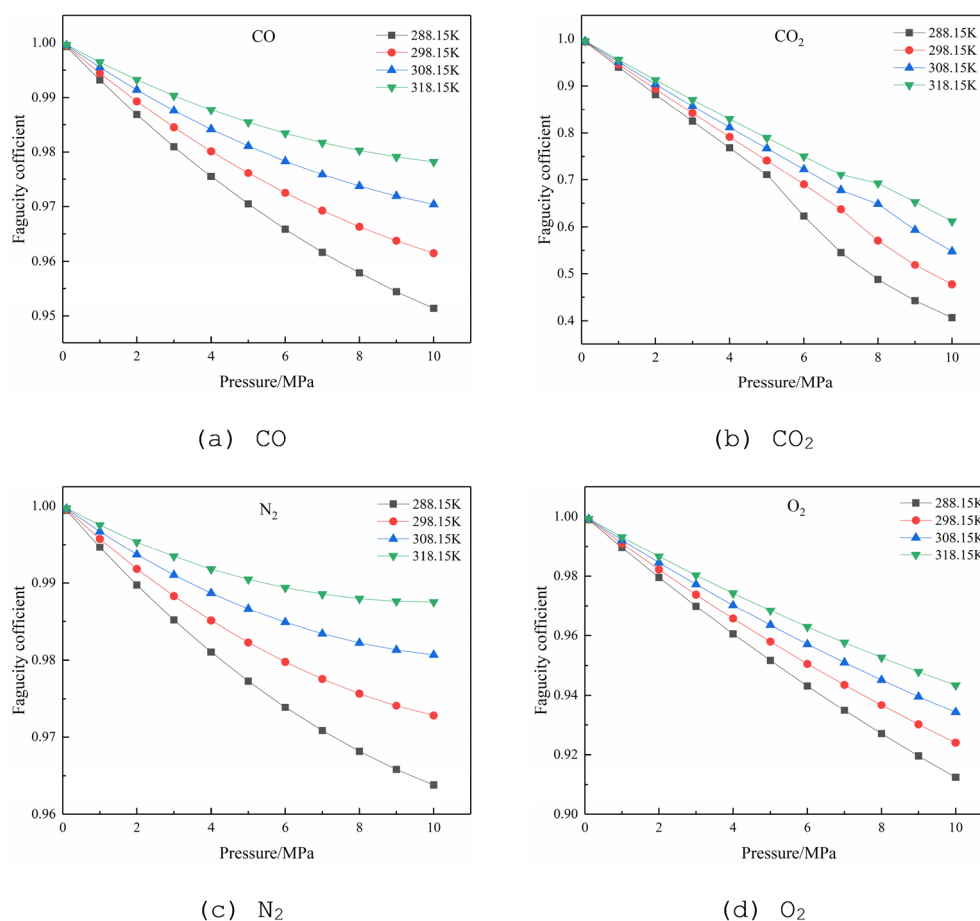 CO
288.15K
298.15K
308.15K
318.15K
1.00
0.99
0.98
0.97
0.96
0.95
Fagucity cofficient
0 2 4 6 8 10
Pressure/MPa
(a) CO
CO₂
288.15K
298.15K
308.15K
318.15K
1.0
0.9
0.8
0.7
0.6
0.5
0.4
Fagucity cofficient
0 2 4 6 8 10
Pressure/MPa
(b) CO₂
N₂
288.15K
298.15K
308.15K
318.15K
1.00
0.99
0.98
0.97
0.96
Fagucity cofficient
0 2 4 6 8 10
Pressure/MPa
(c) N₂
O₂
288.15K
298.15K
308.15K
318.15K
1.00
0.98
0.96
0.94
0.92
0.90
Fagucity cofficient
0 2 4 6 8 10
Pressure/MPa
(d) O₂